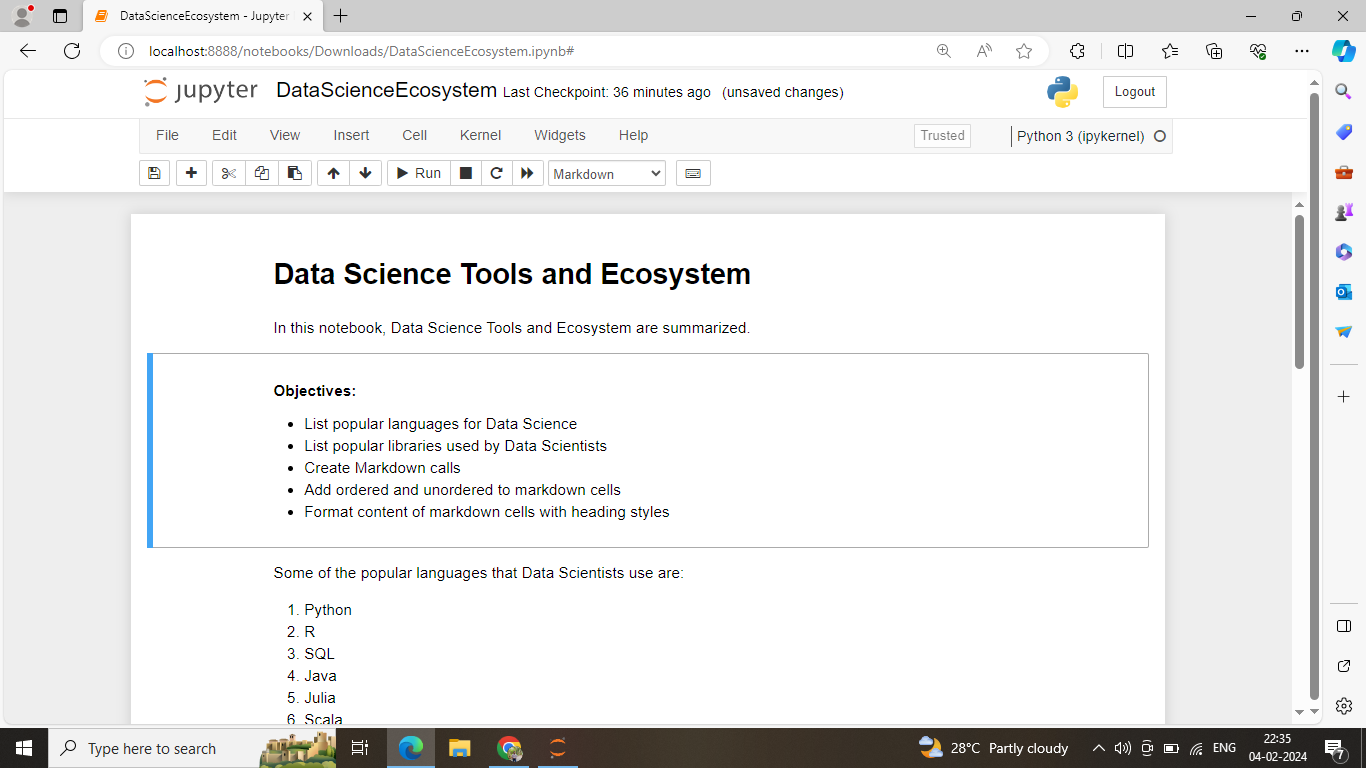 DataScienceEcosystem - Jupyter
localhost:8888/notebooks/Downloads/DataScienceEcosystem.ipynb#
jupyter DataScienceEcosystem Last Checkpoint: 36 minutes ago (unsaved changes)
Logout
File Edit View Insert Cell Kernel Widgets Help
Trusted
Python 3 (ipykernel)
Run
Markdown
Data Science Tools and Ecosystem
In this notebook, Data Science Tools and Ecosystem are summarized.
Objectives:
• List popular languages for Data Science
• List popular libraries used by Data Scientists
• Create Markdown calls
• Add ordered and unordered to markdown cells
• Format content of markdown cells with heading styles
Some of the popular languages that Data Scientists use are:
1. Python
2. R
3. SQL
4. Java
5. Julia
6. Scala
Type here to search
28°C Partly cloudy
ENG
22:35
04-02-2024
7